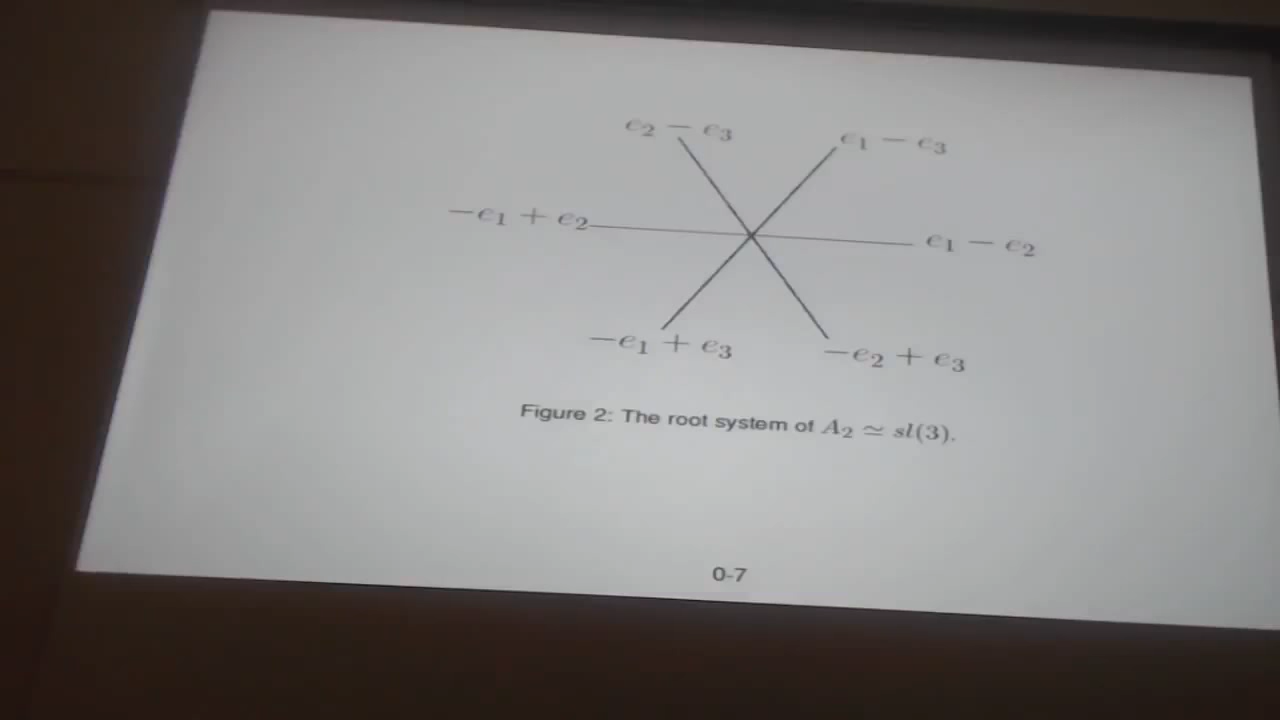 e₂ − e₃
e₁ − e₃
−e₁ + e₂
e₁ − e₂
−e₁ + e₃
−e₂ + e₃
Figure 2: The root system of A₂ ≃ sl(3).
0-7